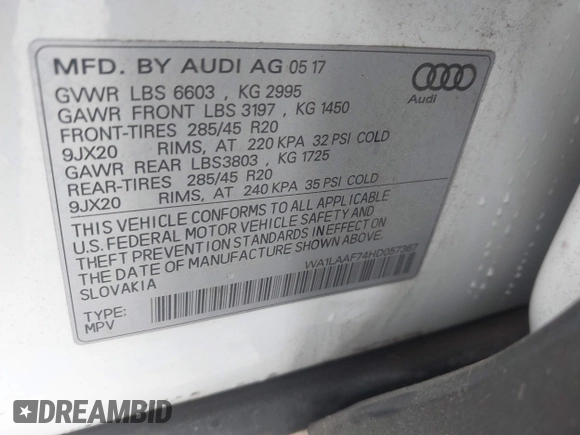 MFD. BY AUDI AG 05 17
GVWR LBS 6603 , KG 2995
GAWR FRONT LBS 3197 , KG 1450
FRONT-TIRES 285/45 R20
9JX20 RIMS, AT 220 KPA 32 PSI COLD
GAWR REAR LBS3803 , KG 1725
REAR-TIRES 285/45 R20
9JX20 RIMS, AT 240 KPA 35 PSI COLD
THIS VEHICLE CONFORMS TO ALL APPLICABLE
U.S. FEDERAL MOTOR VEHICLE SAFETY AND
THEFT PREVENTION STANDARDS IN EFFECT ON
THE DATE OF MANUFACTURE SHOWN ABOVE
SLOVAKIA
WA1LAAF74HD057367
TYPE:
MPV
Audi
DREAMBID